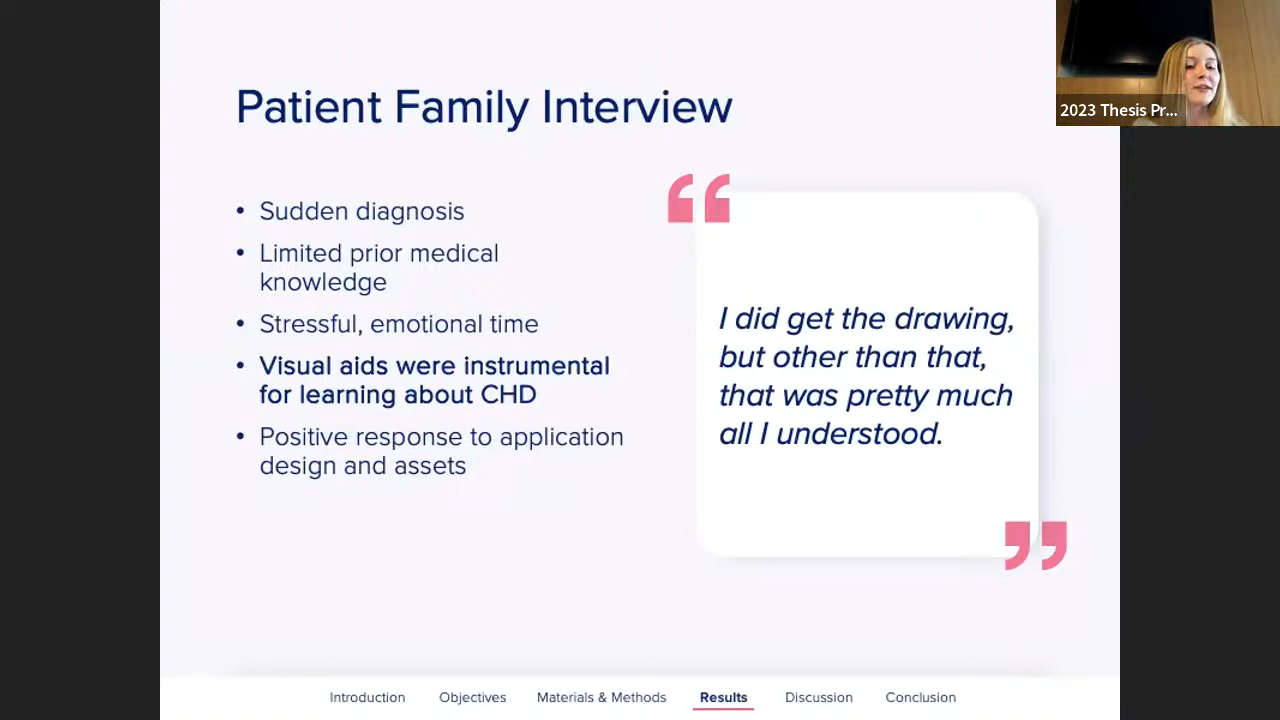 Patient Family Interview
2023 Thesis Pr...
• Sudden diagnosis
• Limited prior medical
knowledge
• Stressful, emotional time
• Visual aids were instrumental
for learning about CHD
• Positive response to application
design and assets
“
I did get the drawing,
but other than that,
that was pretty much
all I understood.
”
Introduction Objectives Materials & Methods Results Discussion Conclusion